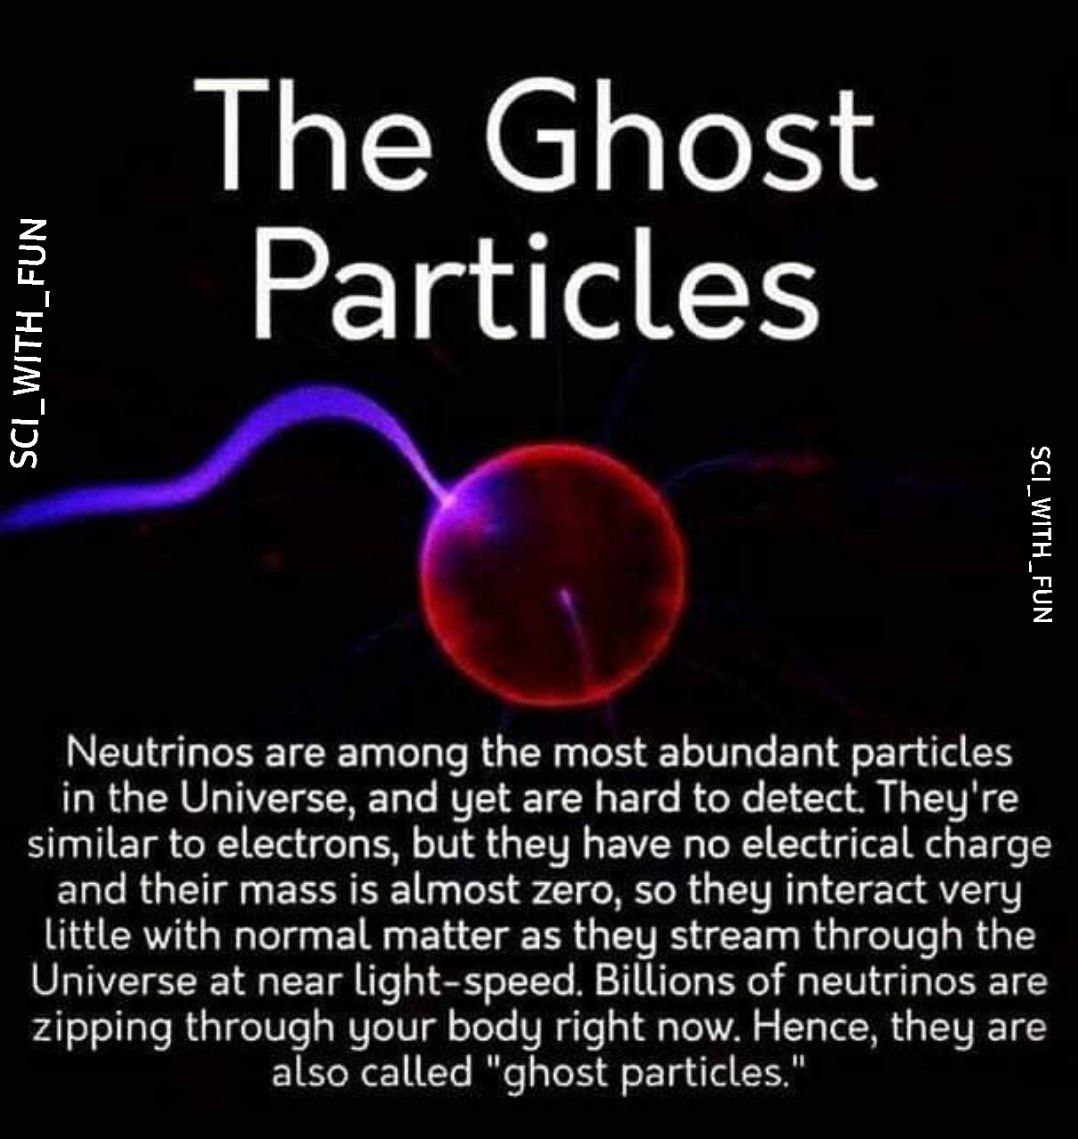 The Ghost
Particles
SCI_WITH_FUN
SCI_WITH_FUN
Neutrinos are among the most abundant particles
in the Universe, and yet are hard to detect. They're
similar to electrons, but they have no electrical charge
and their mass is almost zero, so they interact very
little with normal matter as they stream through the
Universe at near light-speed. Billions of neutrinos are
zipping through your body right now. Hence, they are
also called "ghost particles."